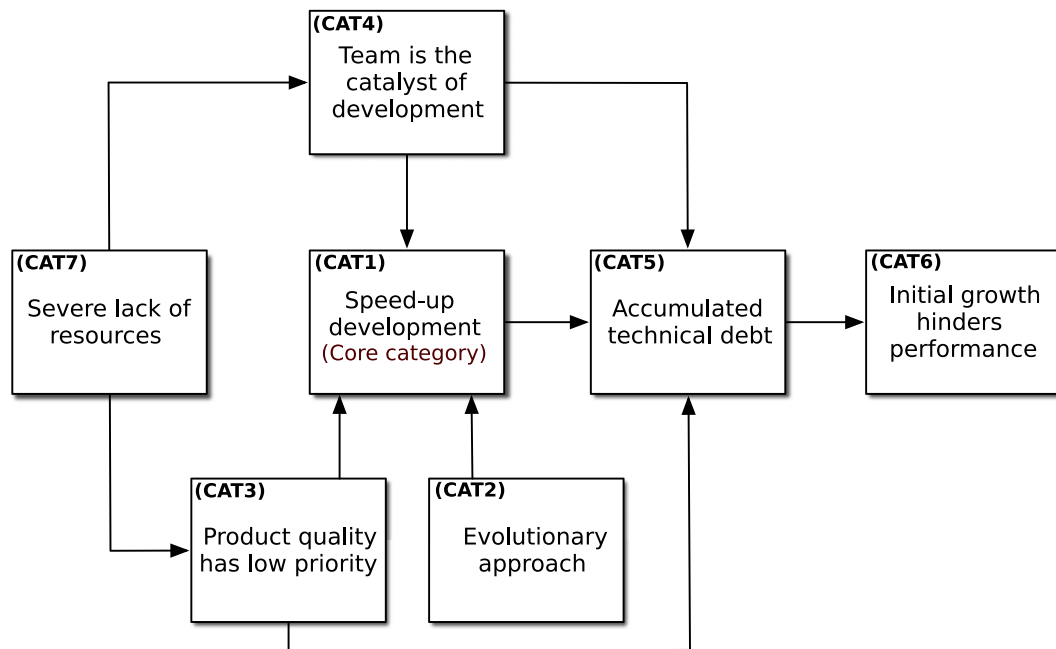 (CAT4)
Team is the
catalyst of
development
(CAT7)
Severe lack of
resources
(CAT1)
Speed-up
development
(Core category)
(CAT5)
Accumulated
technical debt
(CAT6)
Initial growth
hinders
performance
(CAT3)
Product quality
has low priority
(CAT2)
Evolutionary
approach